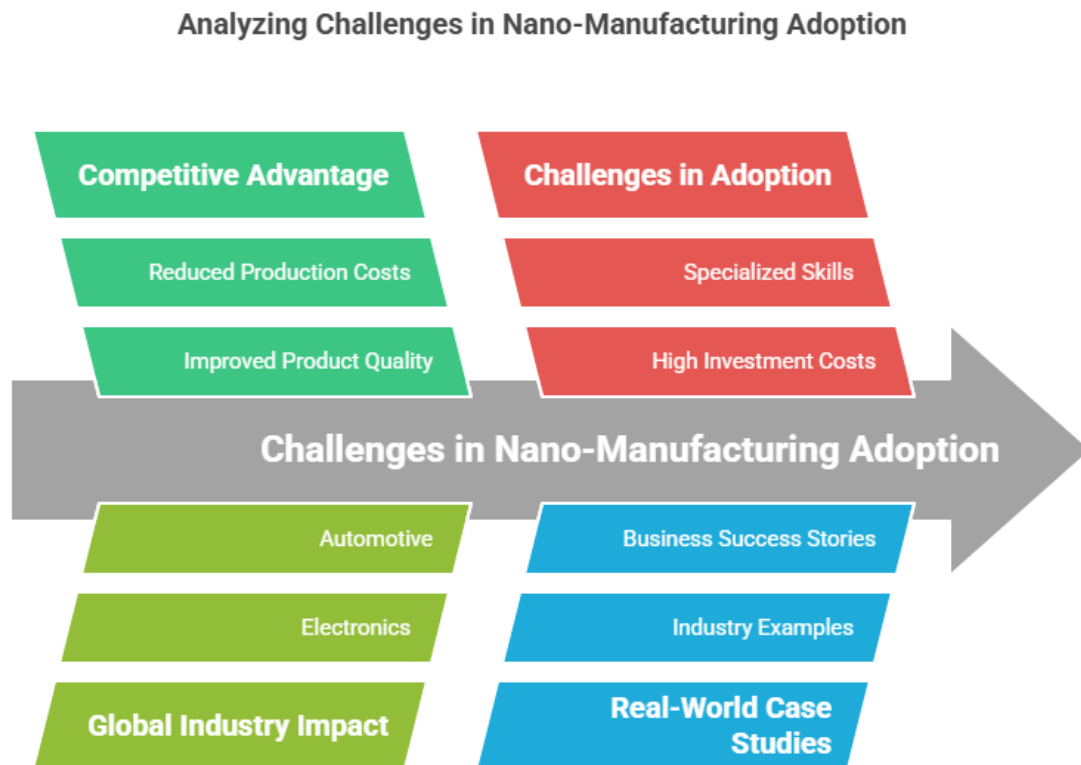 Analyzing Challenges in Nano-Manufacturing Adoption
Competitive Advantage
Reduced Production Costs
Improved Product Quality
Challenges in Adoption
Specialized Skills
High Investment Costs
Challenges in Nano-Manufacturing Adoption
Automotive
Electronics
Global Industry Impact
Business Success Stories
Industry Examples
Real-World Case
Studies